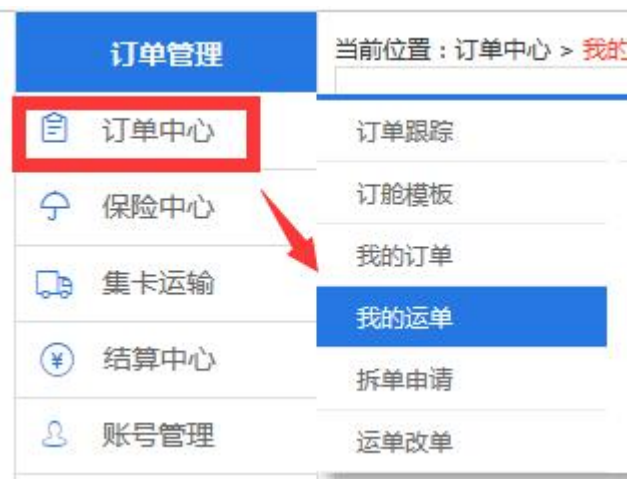 订单管理
当前位置：订单中心 > 我的
订单中心
保险中心
集卡运输
¥
结算中心
账号管理
订单跟踪
订舱模板
我的订单
我的运单
拆单申请
运单改单